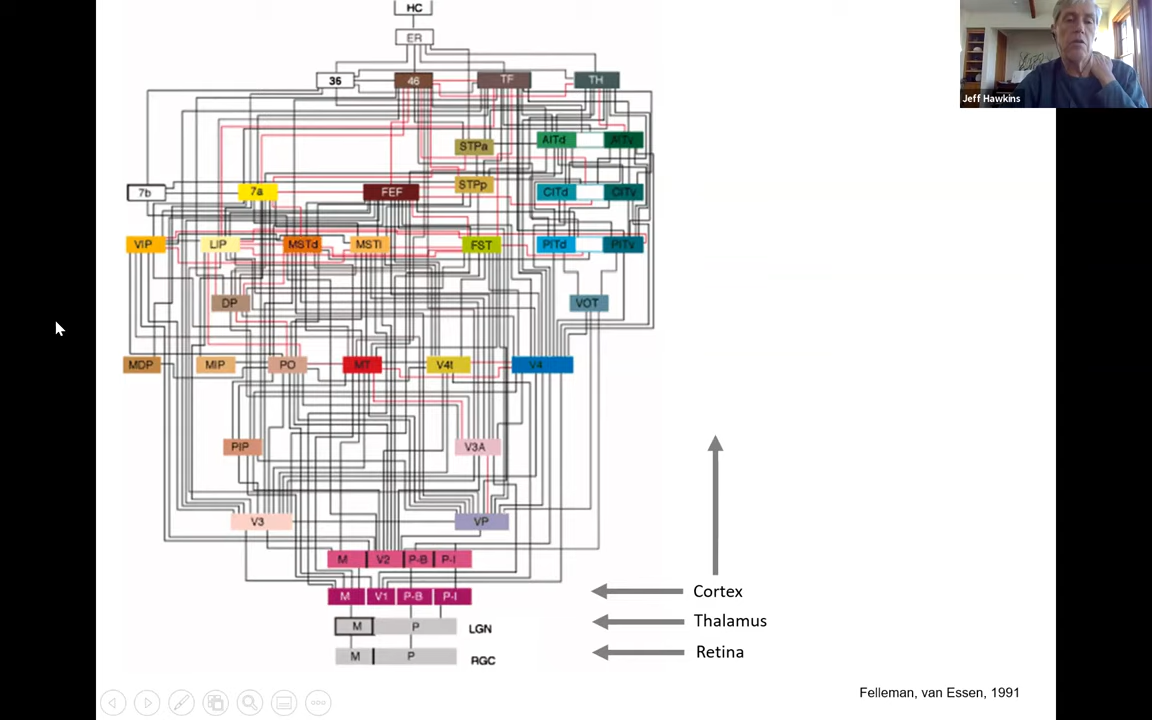 HC
ER
36 46 TF TH
STPa AITd AITv
7b 7a FEF STPp CITd CITv
VIP LIP MSTd MSTl FST PITd PITv
DP VOT
MDP MIP PO MT V4t V4
PIP V3A
V3 VP
M V2 P-B P-I
M V1 P-B P-I
M P LGN
M P RGC
Cortex
Thalamus
Retina
Felleman, van Essen, 1991
Jeff Hawkins